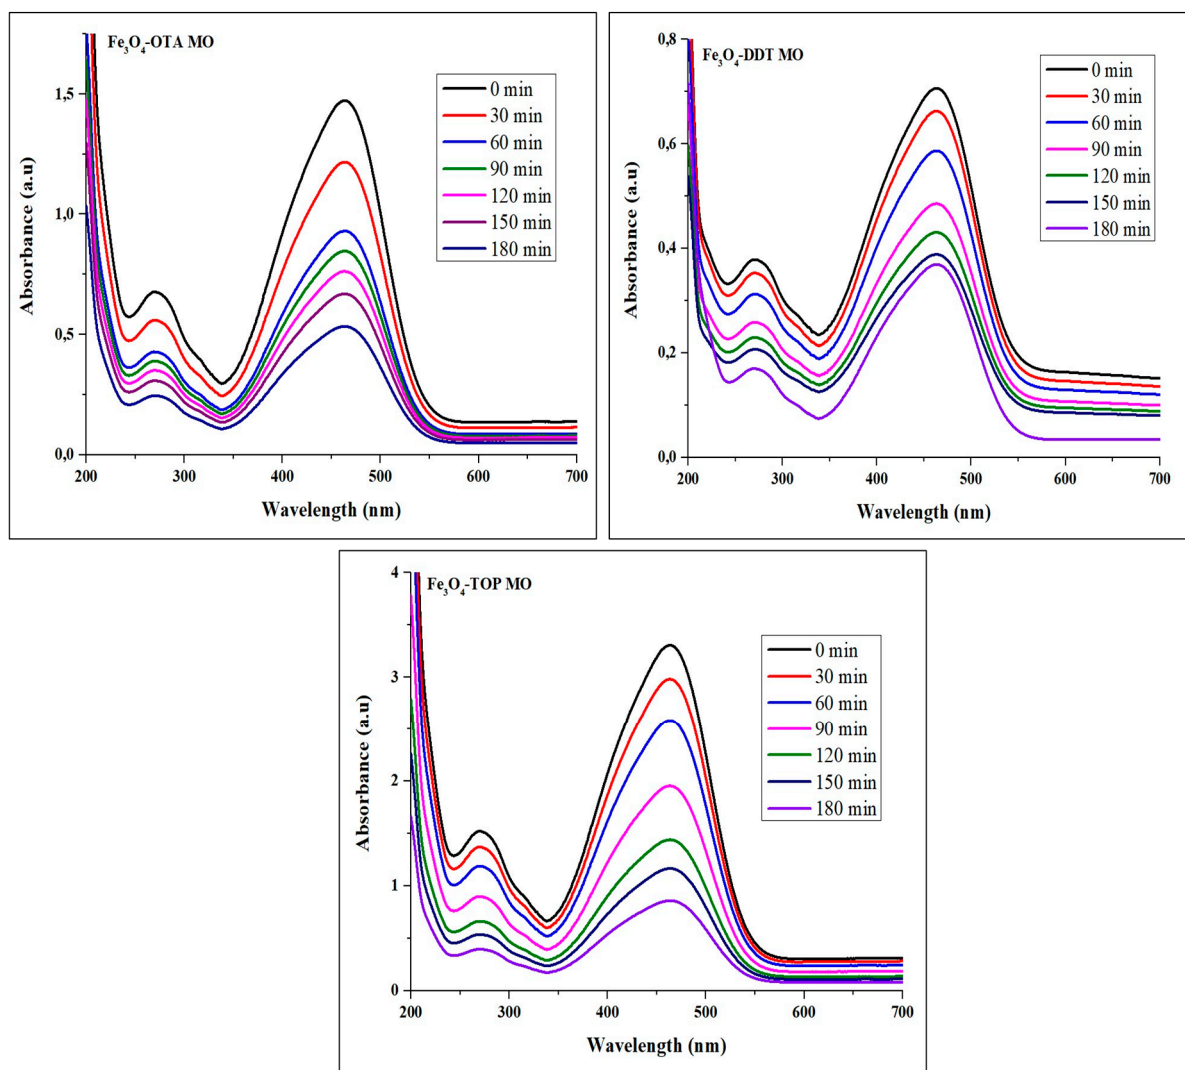 Fe₃O₄-OTA MO
0 min
30 min
60 min
90 min
120 min
150 min
180 min
1,5
1,0
0,5
0,0
200 300 400 500 600 700
Absorbance (a.u)
Wavelength (nm)
Fe₃O₄-DDT MO
0 min
30 min
60 min
90 min
120 min
150 min
180 min
0,8
0,6
0,4
0,2
0,0
200 300 400 500 600 700
Absorbance (a.u)
Wavelength (nm)
Fe₃O₄-TOP MO
0 min
30 min
60 min
90 min
120 min
150 min
180 min
4
3
2
1
0
200 300 400 500 600 700
Absorbance (a.u)
Wavelength (nm)